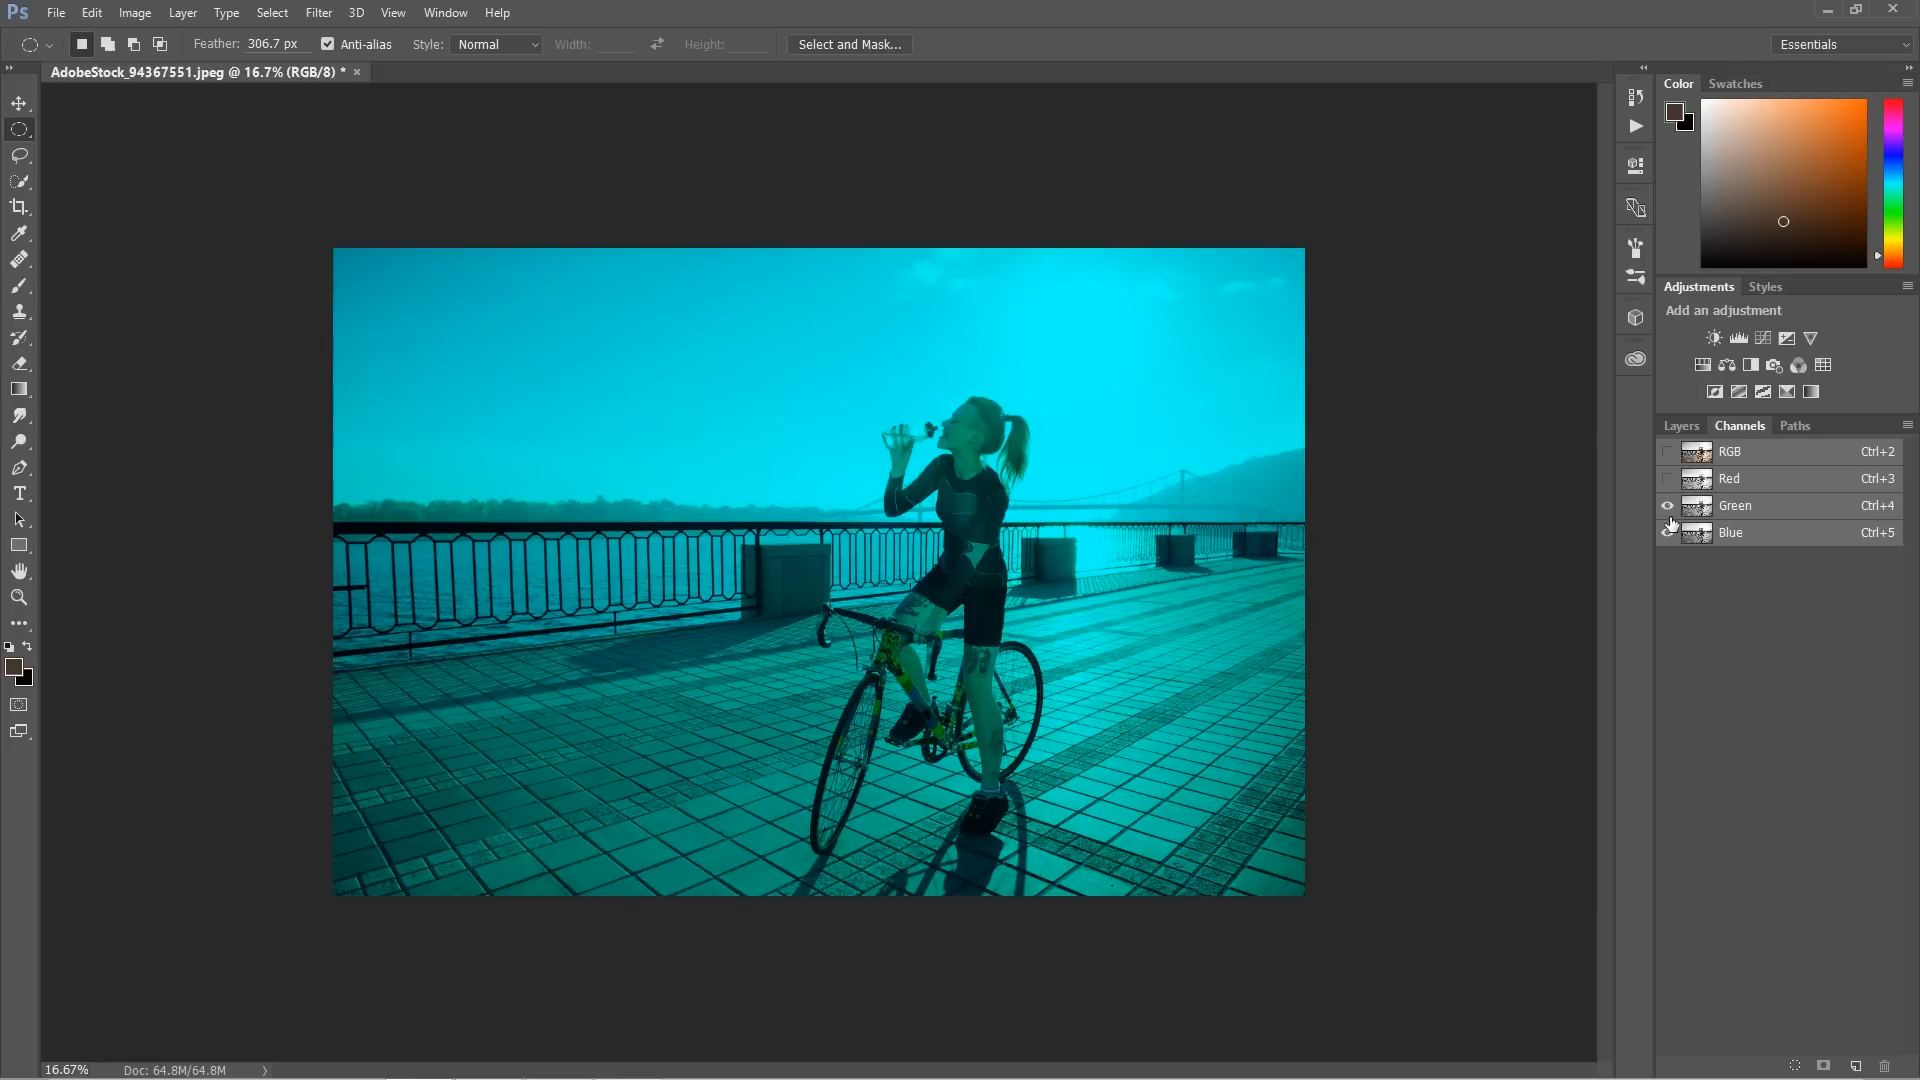 Ps File Edit Image Layer Type Select Filter 3D View Window Help
Feather: 306.7 px Anti-alias Style: Normal Width: Height: Select and Mask... Essentials
AdobeStock_94367551.jpeg @ 16.7% (RGB/8) * ×
Color Swatches
Adjustments Styles
Add an adjustment
Layers Channels Paths
RGB Ctrl+2
Red Ctrl+3
Green Ctrl+4
Blue Ctrl+5
16.67% Doc: 64.8M/64.8M